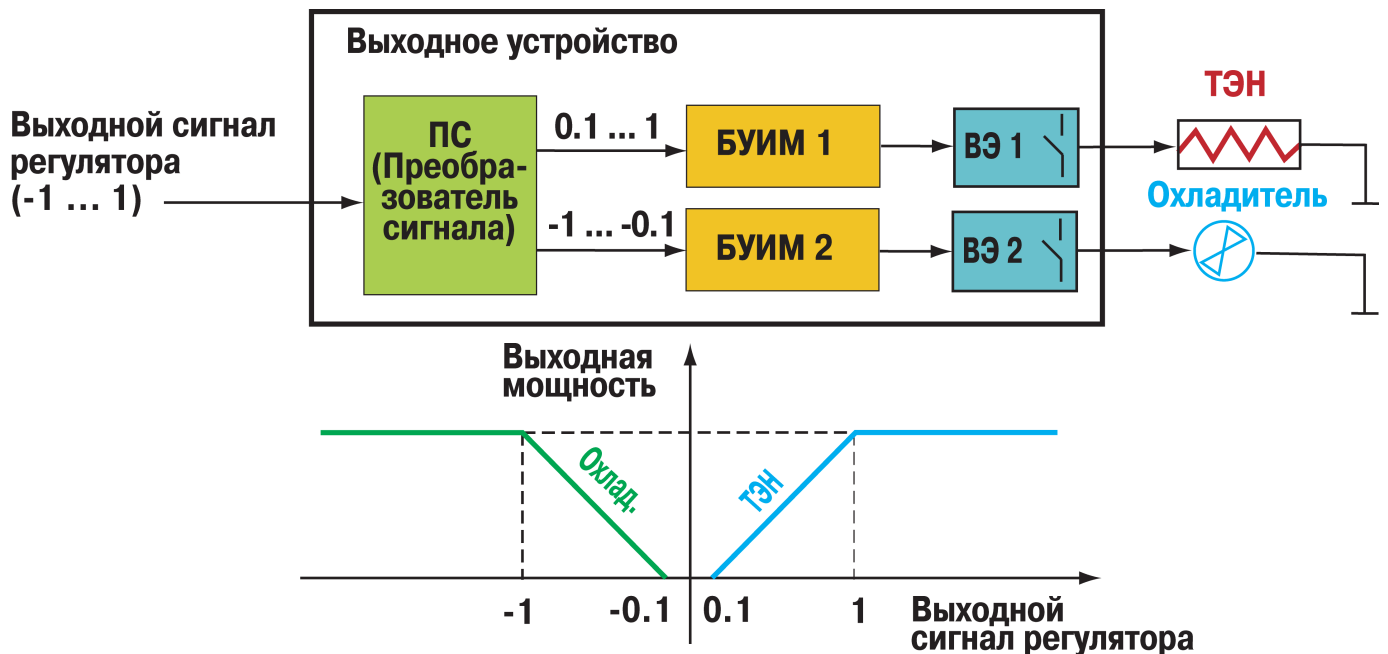 Выходное устройство
ТЭН
Выходной сигнал
регулятора
(-1 ... 1)
ПС
(Преобра-
зователь
сигнала)
0.1 ... 1
БУИМ 1
ВЭ 1
Охладитель
-1 ... -0.1
БУИМ 2
ВЭ 2
Выходная
мощность
Охлад.
ТЭН
-1
-0.1
0.1
1
Выходной
сигнал регулятора